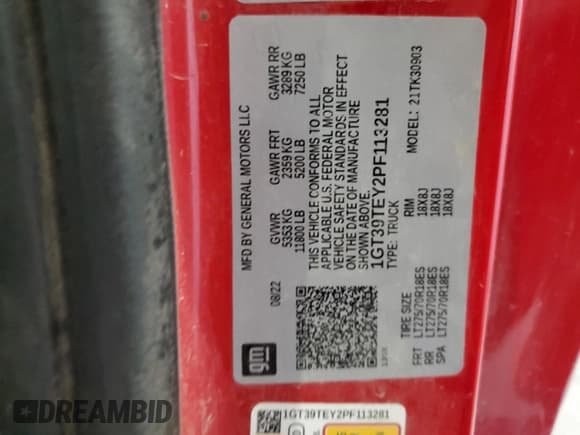 gm
MFD BY GENERAL MOTORS LLC
08/22
GVWR
5353 KG
11800 LB
GAWR FRT
2359 KG
5200 LB
GAWR RR
3289 KG
7250 LB
THIS VEHICLE CONFORMS TO ALL
APPLICABLE U.S. FEDERAL MOTOR
VEHICLE SAFETY STANDARDS IN EFFECT
ON THE DATE OF MANUFACTURE
SHOWN ABOVE.
1GT39TEY2PF113281
TYPE: TRUCK
MODEL: 21TK30903
TIRE SIZE RIM
FRT LT275/70R18ES 18X8J
RR LT275/70R18ES 18X8J
SPA LT275/70R18ES 18X8J
1GT39TEY2PF113281
DREAMBID